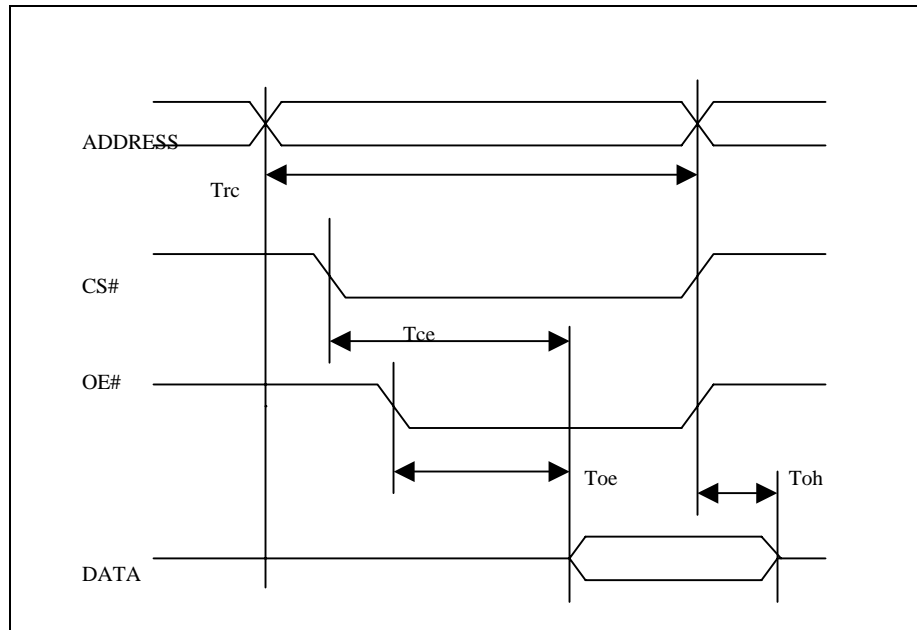 ADDRESS
Trc
CS#
Tce
OE#
Toe
Toh
DATA